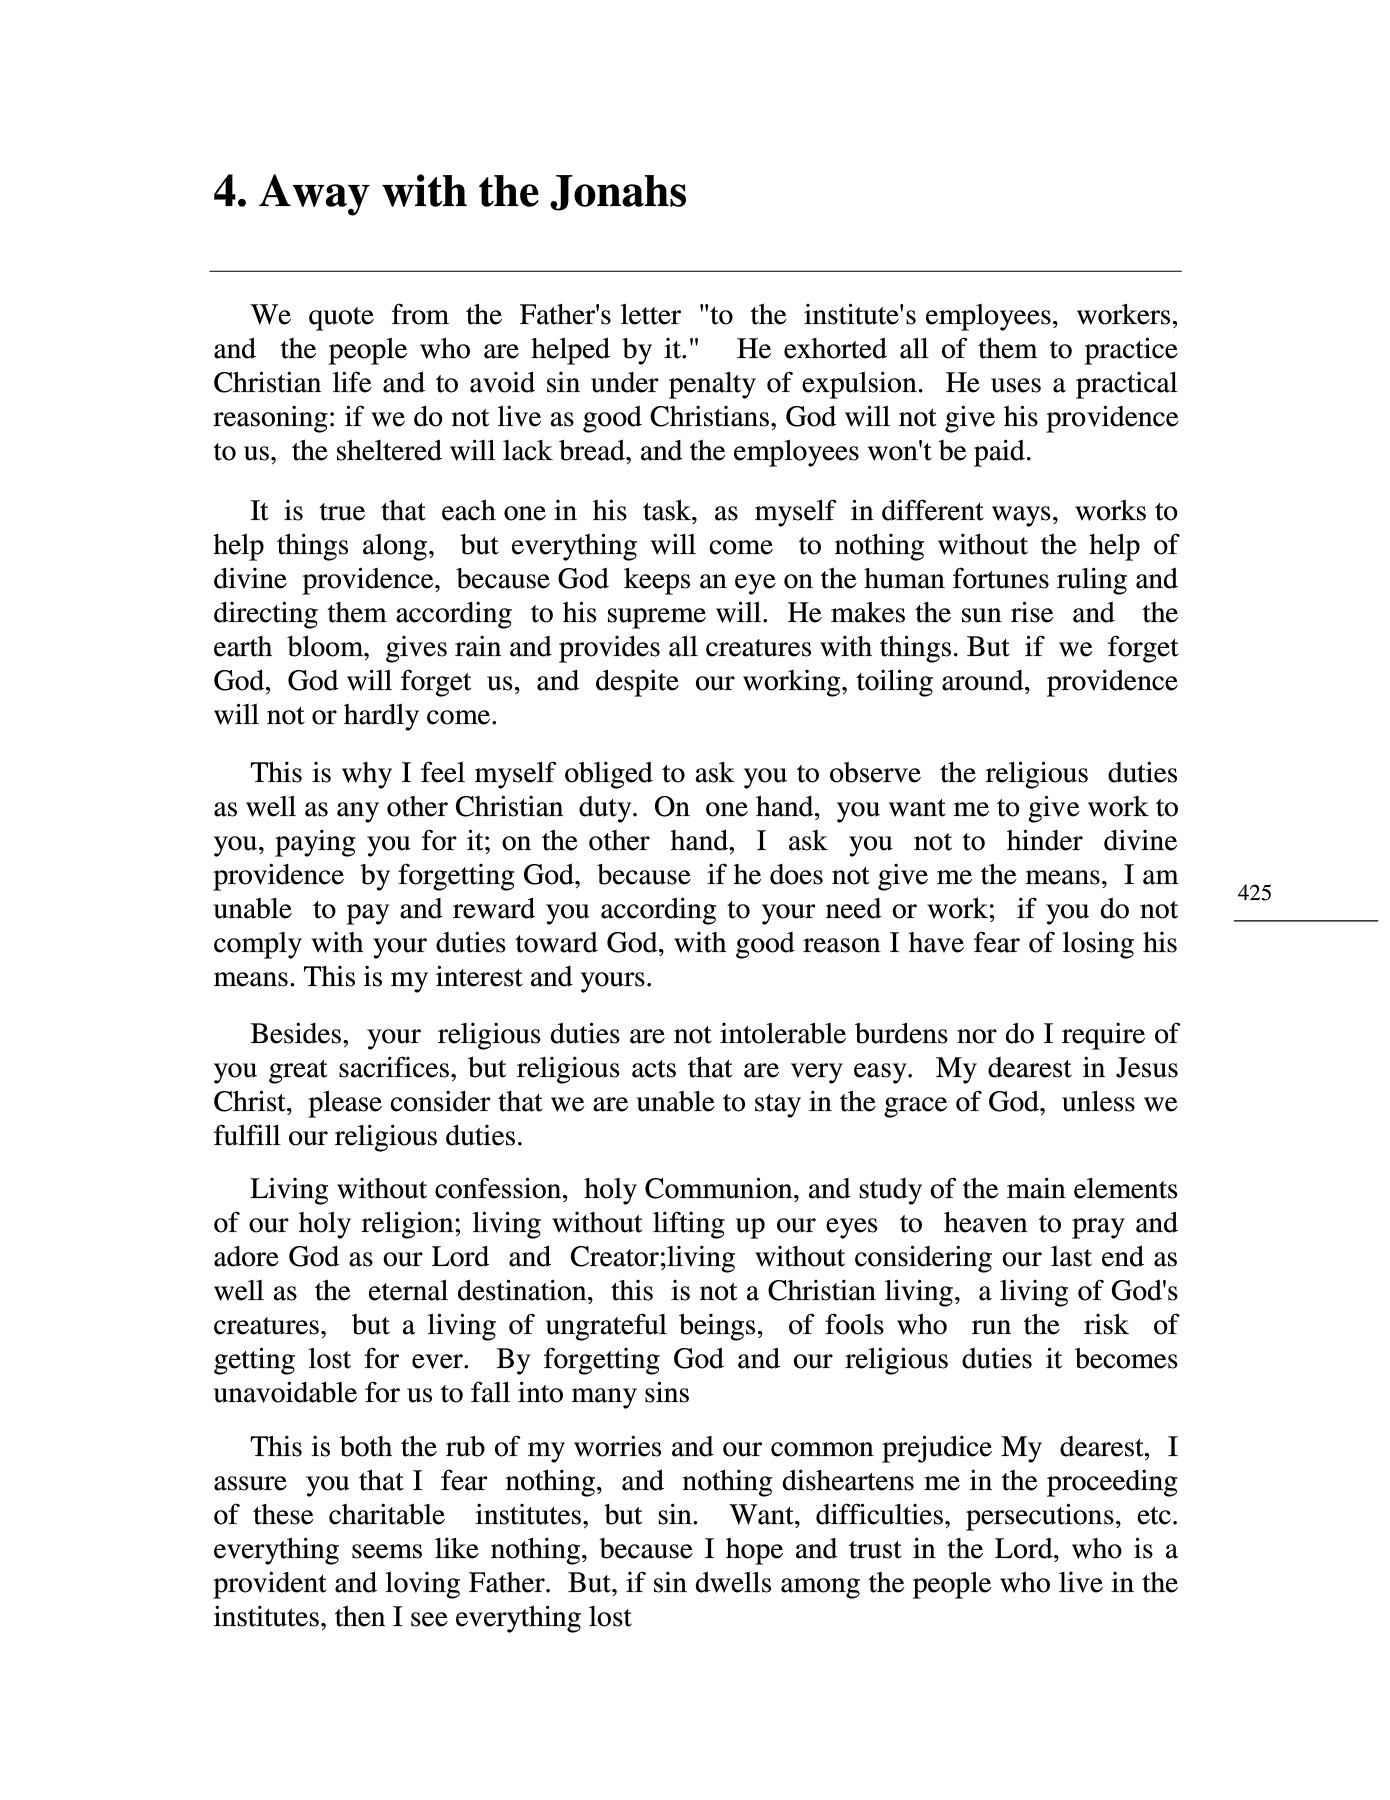 4. Away with the Jonahs
We quote from the Father's letter "to the institute's employees, workers,
and the people who are helped by it." He exhorted all of them to practice
Christian life and to avoid sin under penalty of expulsion. He uses a practical
reasoning: if we do not live as good Christians, God will not give his providence
to us, the sheltered will lack bread, and the employees won't be paid.
It is true that each one in his task, as myself in different ways, works to
help things along, but everything will come to nothing without the help of
divine providence, because God keeps an eye on the human fortunes ruling and
directing them according to his supreme will. He makes the sun rise and the
earth bloom, gives rain and provides all creatures with things. But if we forget
God, God will forget us, and despite our working, toiling around, providence
will not or hardly come.
This is why I feel myself obliged to ask you to observe the religious duties
as well as any other Christian duty. On one hand, you want me to give work to
you, paying you for it; on the other hand, I ask you not to hinder divine
providence by forgetting God, because if he does not give me the means, I am
unable to pay and reward you according to your need or work; if you do not
comply with your duties toward God, with good reason I have fear of losing his
means. This is my interest and yours.
425
Besides, your religious duties are not intolerable burdens nor do I require of
you great sacrifices, but religious acts that are very easy. My dearest in Jesus
Christ, please consider that we are unable to stay in the grace of God, unless we
fulfill our religious duties.
Living without confession, holy Communion, and study of the main elements
of our holy religion; living without lifting up our eyes to heaven to pray and
adore God as our Lord and Creator;living without considering our last end as
well as the eternal destination, this is not a Christian living, a living of God's
creatures, but a living of ungrateful beings, of fools who run the risk of
getting lost for ever. By forgetting God and our religious duties it becomes
unavoidable for us to fall into many sins
This is both the rub of my worries and our common prejudice My dearest, I
assure you that I fear nothing, and nothing disheartens me in the proceeding
of these charitable institutes, but sin. Want, difficulties, persecutions, etc.
everything seems like nothing, because I hope and trust in the Lord, who is a
provident and loving Father. But, if sin dwells among the people who live in the
institutes, then I see everything lost